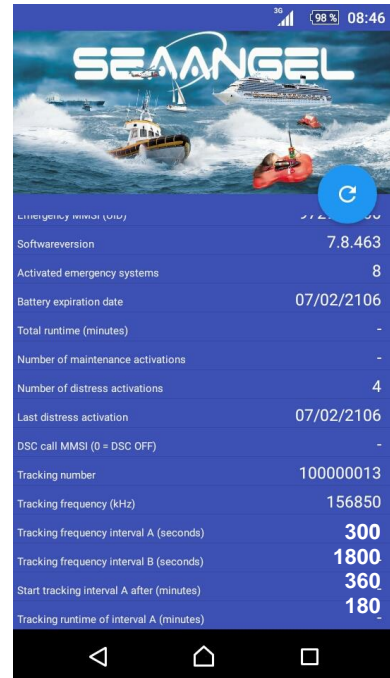 3G 98% 08:46
SEAANGEL
Softwareversion 7.8.463
Activated emergency systems 8
Battery expiration date 07/02/2106
Total runtime (minutes) -
Number of maintenance activations -
Number of distress activations 4
Last distress activation 07/02/2106
DSC call MMSI (0 = DSC OFF) -
Tracking number 100000013
Tracking frequency (kHz) 156850
Tracking frequency interval A (seconds) 300
Tracking frequency interval B (seconds) 1800-
Start tracking interval A after (minutes) 360-
Tracking runtime of interval A (minutes) 180-